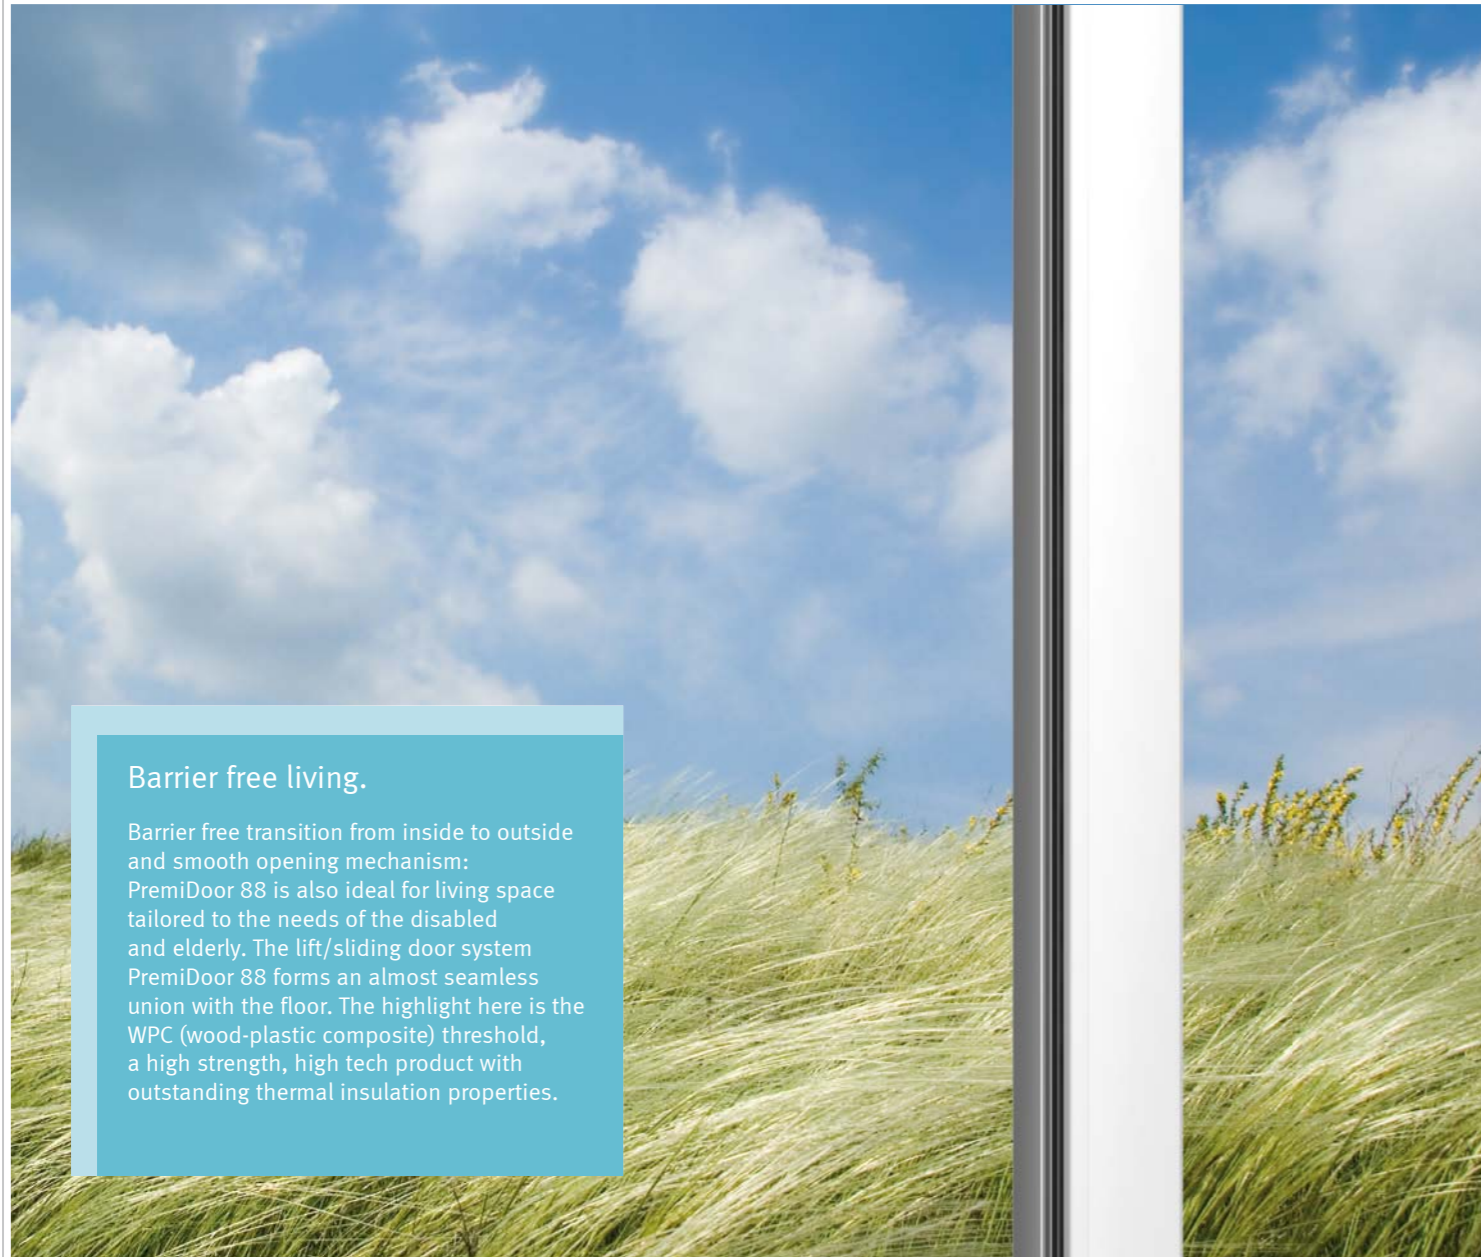 Barrier free living.
Barrier free transition from inside to outside
and smooth opening mechanism:
PremiDoor 88 is also ideal for living space
tailored to the needs of the disabled
and elderly. The lift/sliding door system
PremiDoor 88 forms an almost seamless
union with the floor. The highlight here is the
WPC (wood-plastic composite) threshold,
a high strength, high tech product with
outstanding thermal insulation properties.